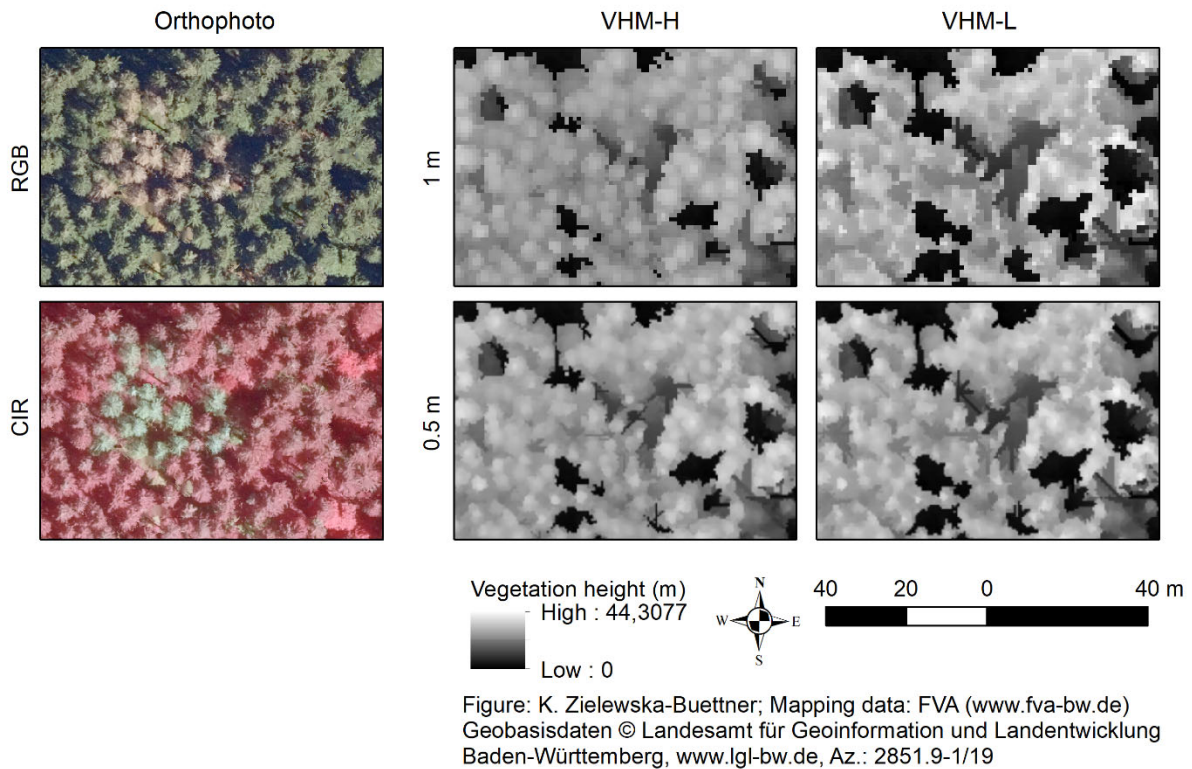 Orthophoto
VHM-H
VHM-L
RGB
1 m
CIR
0.5 m
Vegetation height (m)
High : 44,3077
Low : 0
N
W E
S
40 20 0 40 m
Figure: K. Zielewska-Buettner; Mapping data: FVA (www.fva-bw.de)
Geobasisdaten © Landesamt für Geoinformation und Landentwicklung
Baden-Württemberg, www.lgl-bw.de, Az.: 2851.9-1/19